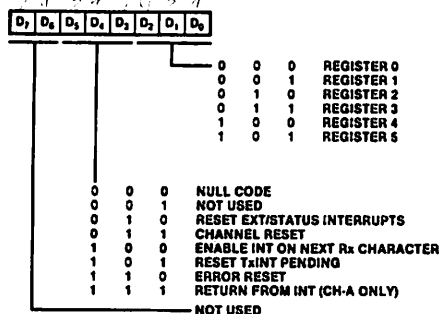 D7 D6 D5 D4 D3 D2 D1 D0
0 0 0 REGISTER 0
0 0 1 REGISTER 1
0 1 0 REGISTER 2
0 1 1 REGISTER 3
1 0 0 REGISTER 4
1 0 1 REGISTER 5
0 0 0 NULL CODE
0 0 1 NOT USED
0 1 0 RESET EXT/STATUS INTERRUPTS
0 1 1 CHANNEL RESET
1 0 0 ENABLE INT ON NEXT Rx CHARACTER
1 0 1 RESET TxINT PENDING
1 1 0 ERROR RESET
1 1 1 RETURN FROM INT (CH-A ONLY)
NOT USED